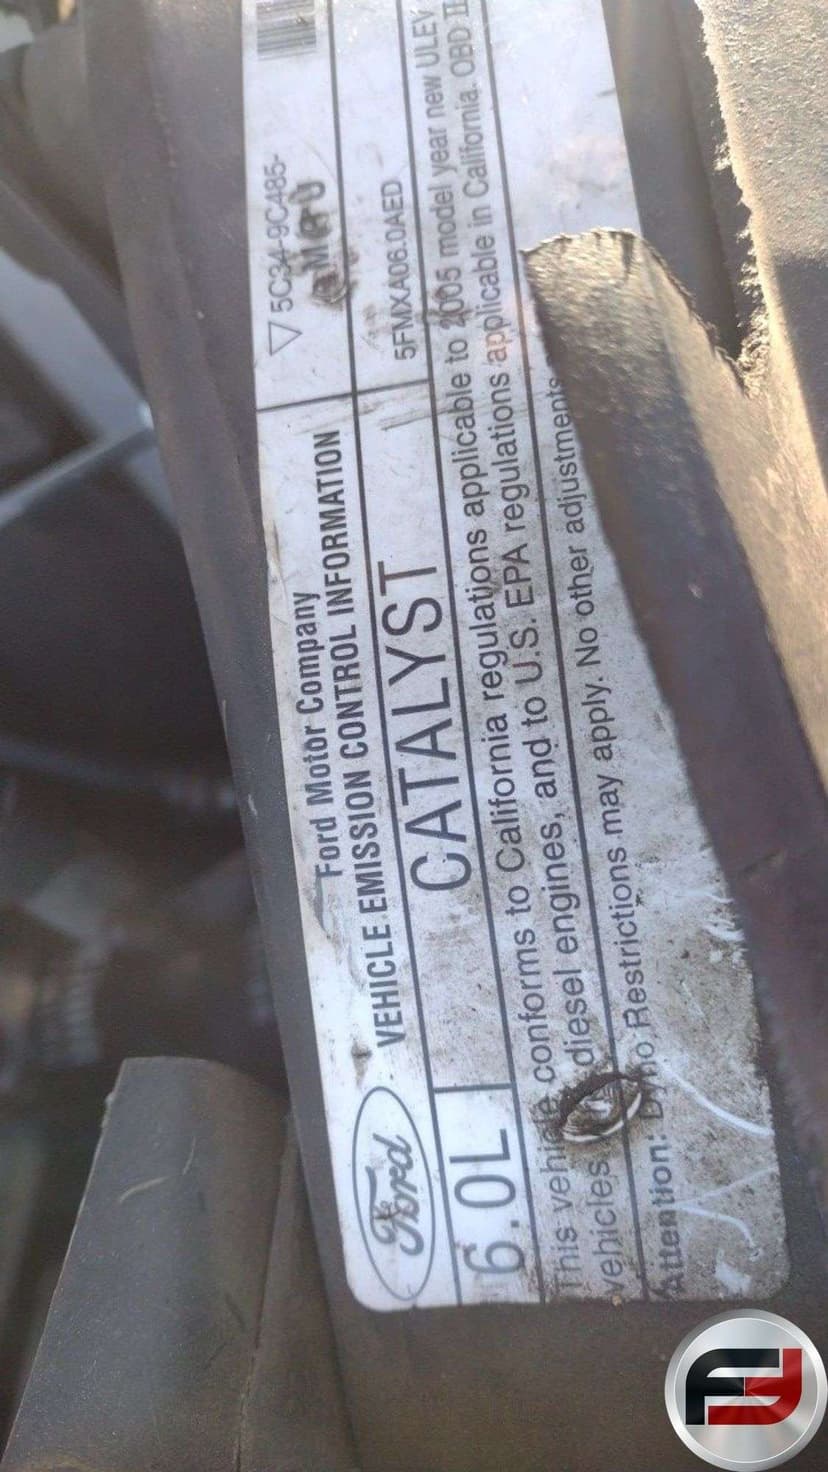 Ford
Ford Motor Company
VEHICLE EMISSION CONTROL INFORMATION
5C34-9C485-
6.0L
CATALYST
5FMXA06.0AED
This vehicle conforms to California regulations applicable to 2005 model year new ULEV
vehicles diesel engines, and to U.S. EPA regulations applicable in California. OBD II
Attention: Dyno Restrictions may apply. No other adjustments